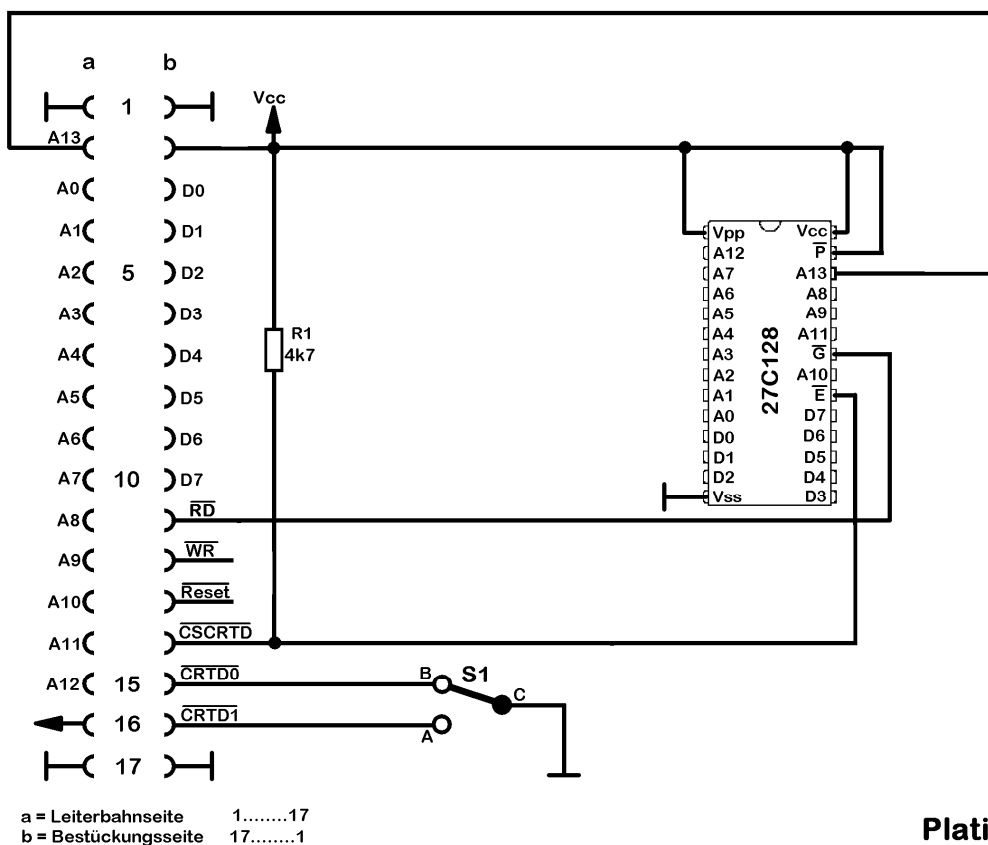 a b
1
Vcc
A13
A0 D0
A1 D1
A2 5 D2
A3 D3
A4 D4
A5 D5
A6 D6
A7 10 D7
A8 RD
A9 WR
A10 Reset
A11 CSCRTD
A12 15 CRTD0
16 CRTD1
17
R1
4k7
Vpp Vcc
A12 P
A7 A13
A6 A8
A5 A9
A4 A11
A3 G
A2 A10
A1 E
A0 D7
D0 D6
D1 D5
D2 D4
Vss D3
27C128
B S1
C
A
a = Leiterbahnseite 1........17
b = Bestückungsseite 17........1
Plati